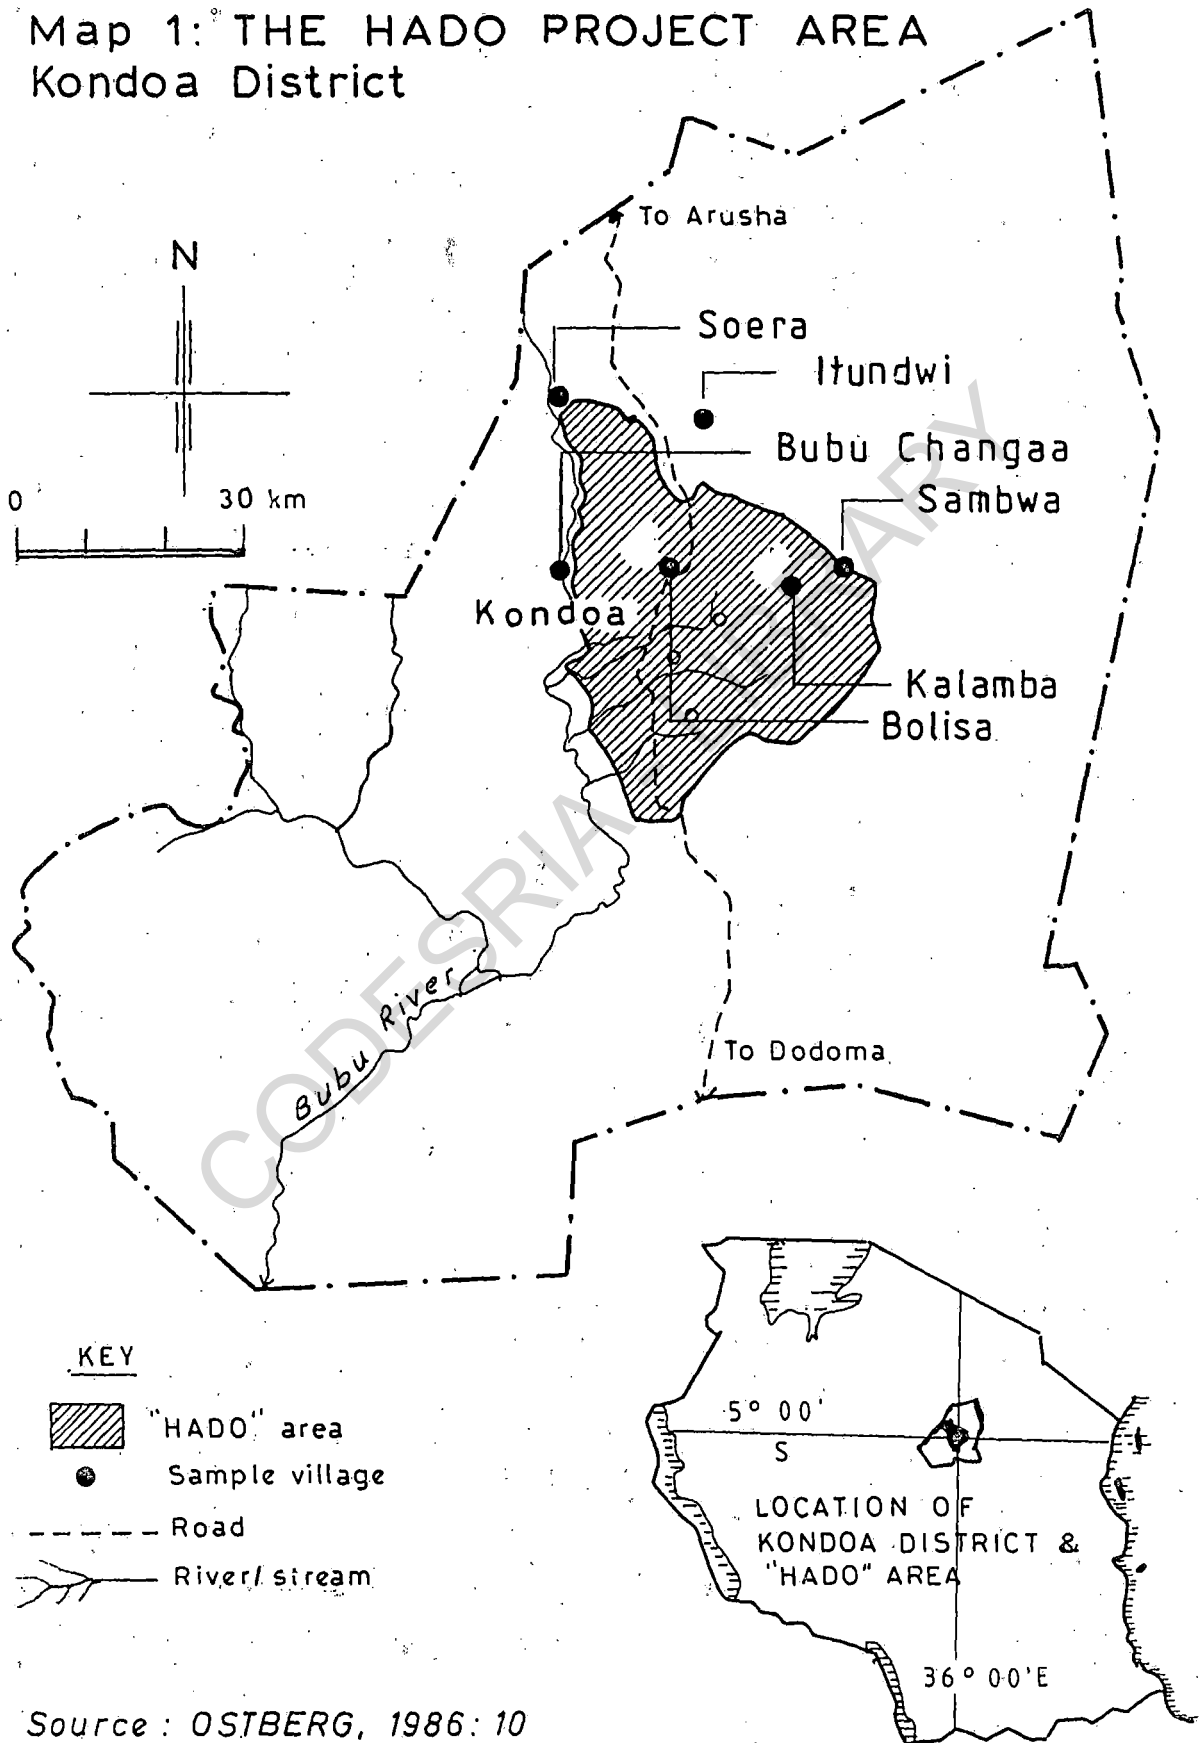 Map 1: THE HADO PROJECT AREA
Kondoa District
To Arusha
N
Soera
Itundwi
Bubu Changaa
0 30 km
Sambwa
Kondoa
Kalamba
Bolisa
Bubu River
To Dodoma
KEY
"HADO" area
Sample village
Road
River/stream
5° 00'
S
LOCATION OF
KONDOA DISTRICT &
"HADO" AREA
36° 00'E
Source: OSTBERG, 1986:10
CODESRIA - LIBRARY